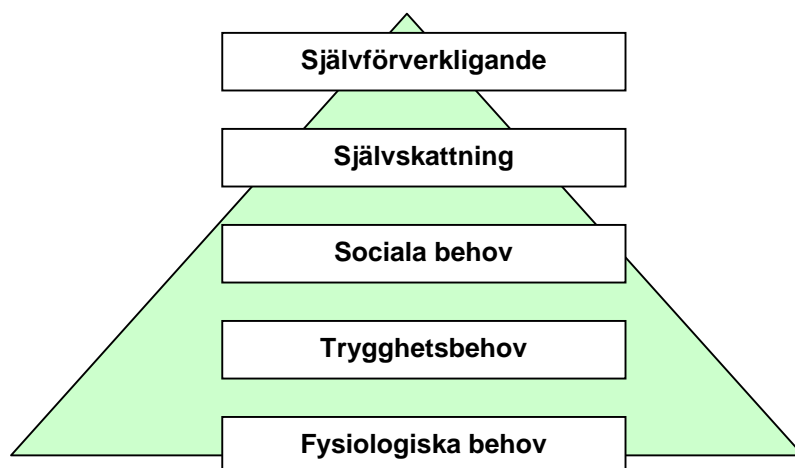 Självförverkligande
Självskattning
Sociala behov
Trygghetsbehov
Fysiologiska behov